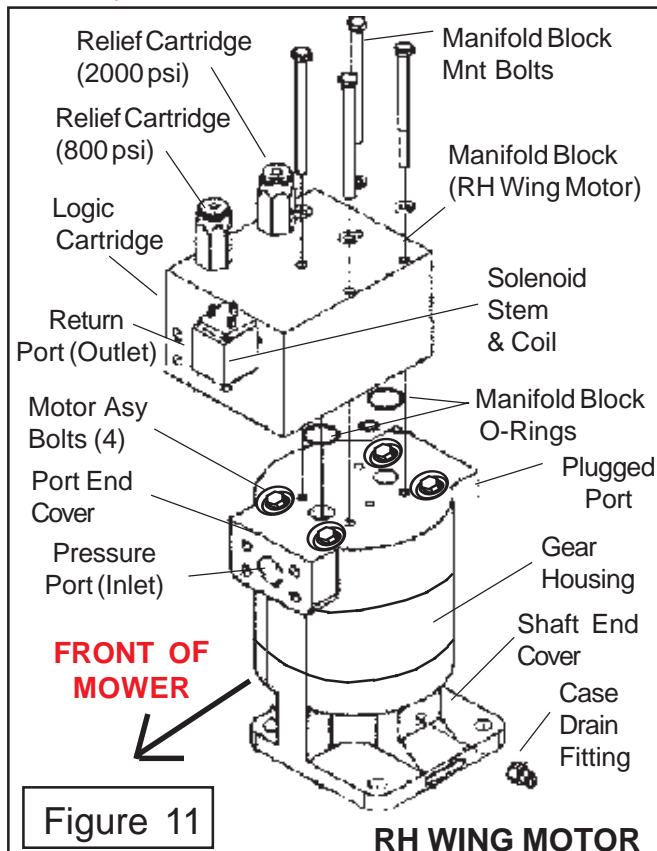 Relief Cartridge
(2000 psi)
Manifold Block
Mnt Bolts
Relief Cartridge
(800 psi)
Manifold Block
(RH Wing Motor)
Logic
Cartridge
Solenoid
Stem
& Coil
Return
Port (Outlet)
Motor Asy
Bolts (4)
Manifold Block
O-Rings
Port End
Cover
Plugged
Port
Pressure
Port (Inlet)
Gear
Housing
Shaft End
Cover
FRONT OF
MOWER
Case
Drain
Fitting
Figure 11
RH WING MOTOR